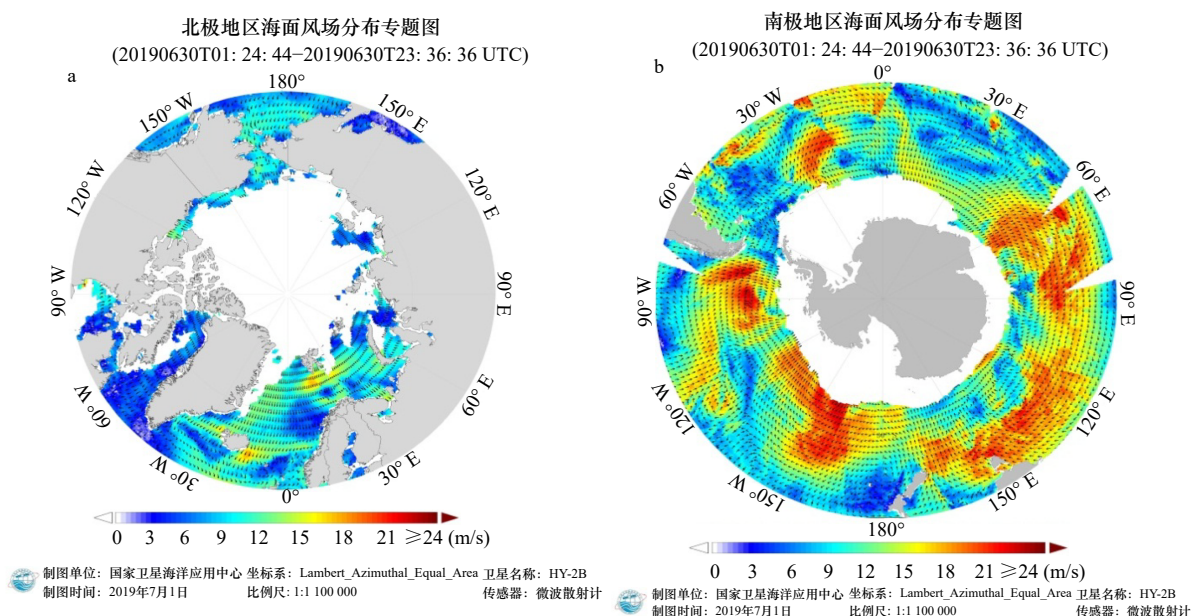 北极地区海面风场分布专题图
(20190630T01: 24: 44−20190630T23: 36: 36 UTC)
a
180°
150° W
150° E
120° W
120° E
90° W
90° E
60° W
60° E
30° W
30° E
0°
0 3 6 9 12 15 18 21 ≥24 (m/s)
制图单位：国家卫星海洋应用中心 坐标系：Lambert_Azimuthal_Equal_Area 卫星名称：HY-2B
制图时间：2019年7月1日 比例尺: 1:1 100 000 传感器：微波散射计
南极地区海面风场分布专题图
(20190630T01: 24: 44−20190630T23: 36: 36 UTC)
b
0°
30° W
30° E
60° W
60° E
90° W
90° E
120° W
120° E
150° W
150° E
180°
0 3 6 9 12 15 18 21 ≥24 (m/s)
制图单位：国家卫星海洋应用中心 坐标系：Lambert_Azimuthal_Equal_Area 卫星名称：HY-2B
制图时间：2019年7月1日 比例尺: 1:1 100 000 传感器：微波散射计